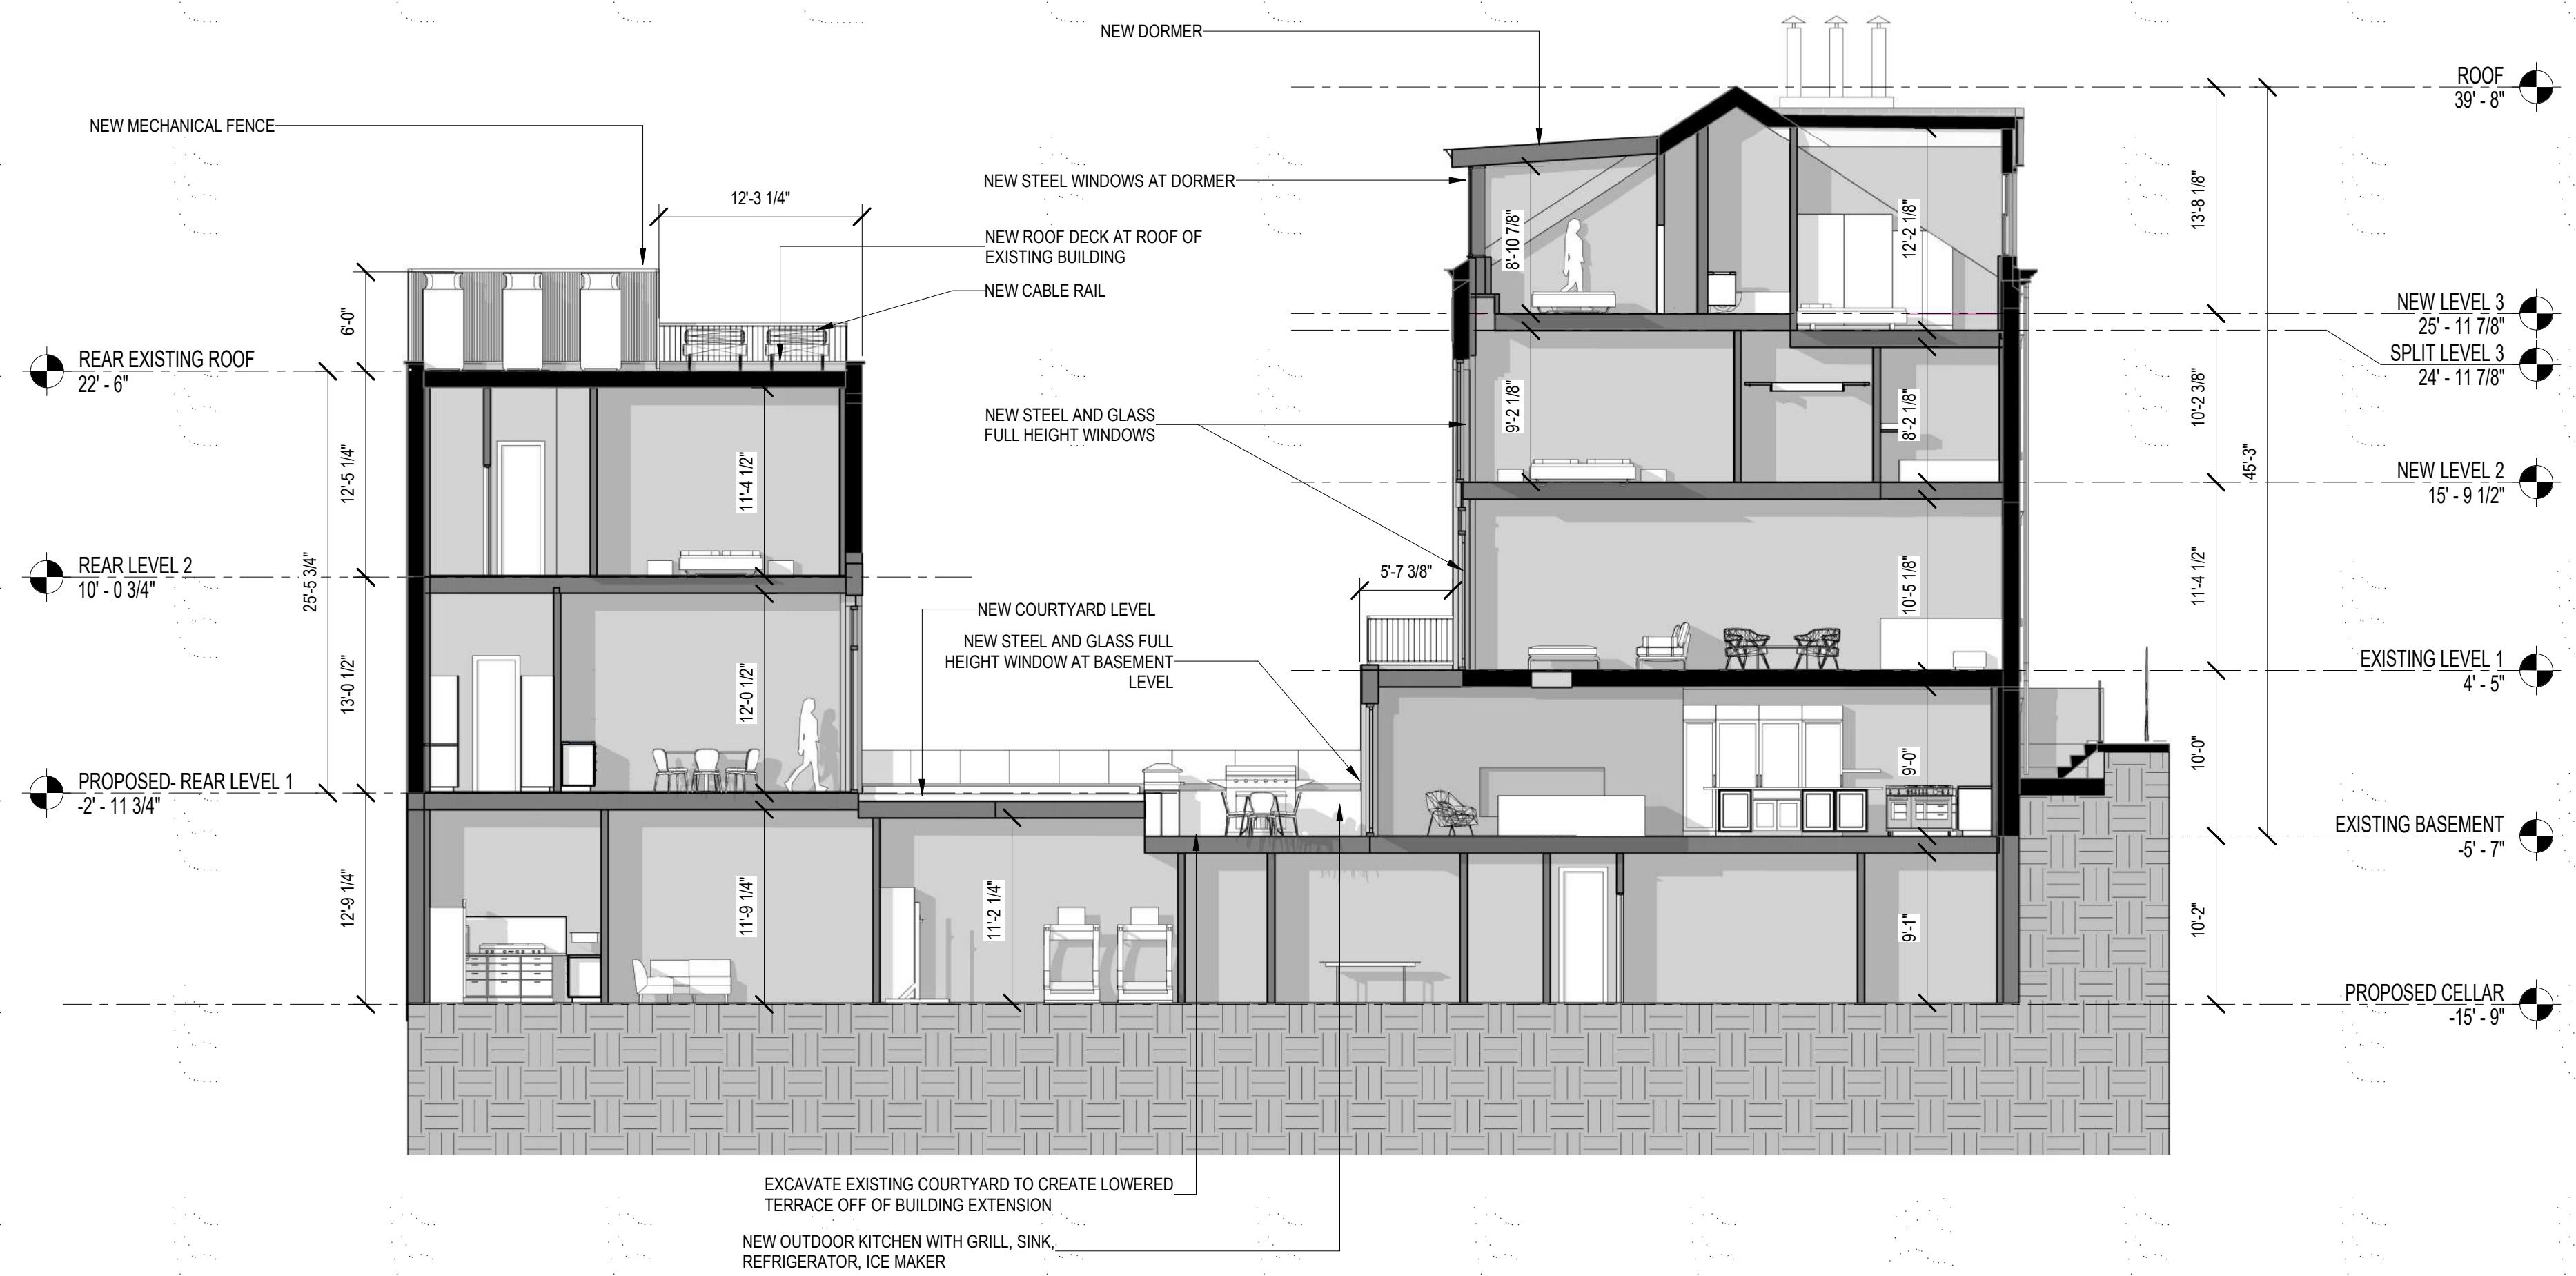 NEW DORMER
ROOF
39' - 8"
NEW MECHANICAL FENCE
NEW STEEL WINDOWS AT DORMER
12'-3 1/4"
13'-8 1/8"
8'-10 7/8"
12'-2 1/8"
NEW ROOF DECK AT ROOF OF
EXISTING BUILDING
NEW CABLE RAIL
6'-0"
NEW LEVEL 3
25' - 11 7/8"
SPLIT LEVEL 3
24' - 11 7/8"
REAR EXISTING ROOF
22' - 6"
NEW STEEL AND GLASS
FULL HEIGHT WINDOWS
9'-2 1/8"
8'-2 1/8"
10'-2 3/8"
45'-3"
12'-5 1/4"
11'-4 1/2"
NEW LEVEL 2
15' - 9 1/2"
REAR LEVEL 2
10' - 0 3/4"
25'-5 3/4"
5'-7 3/8"
10'-5 1/8"
11'-4 1/2"
NEW COURTYARD LEVEL
NEW STEEL AND GLASS FULL
HEIGHT WINDOW AT BASEMENT
LEVEL
EXISTING LEVEL 1
4' - 5"
13'-0 1/2"
12'-0 1/2"
9'-0"
10'-0"
PROPOSED- REAR LEVEL 1
-2' - 11 3/4"
EXISTING BASEMENT
-5' - 7"
12'-9 1/4"
11'-9 1/4"
11'-2 1/4"
9'-1"
10'-2"
PROPOSED CELLAR
-15' - 9"
EXCAVATE EXISTING COURTYARD TO CREATE LOWERED
TERRACE OFF OF BUILDING EXTENSION
NEW OUTDOOR KITCHEN WITH GRILL, SINK,
REFRIGERATOR, ICE MAKER